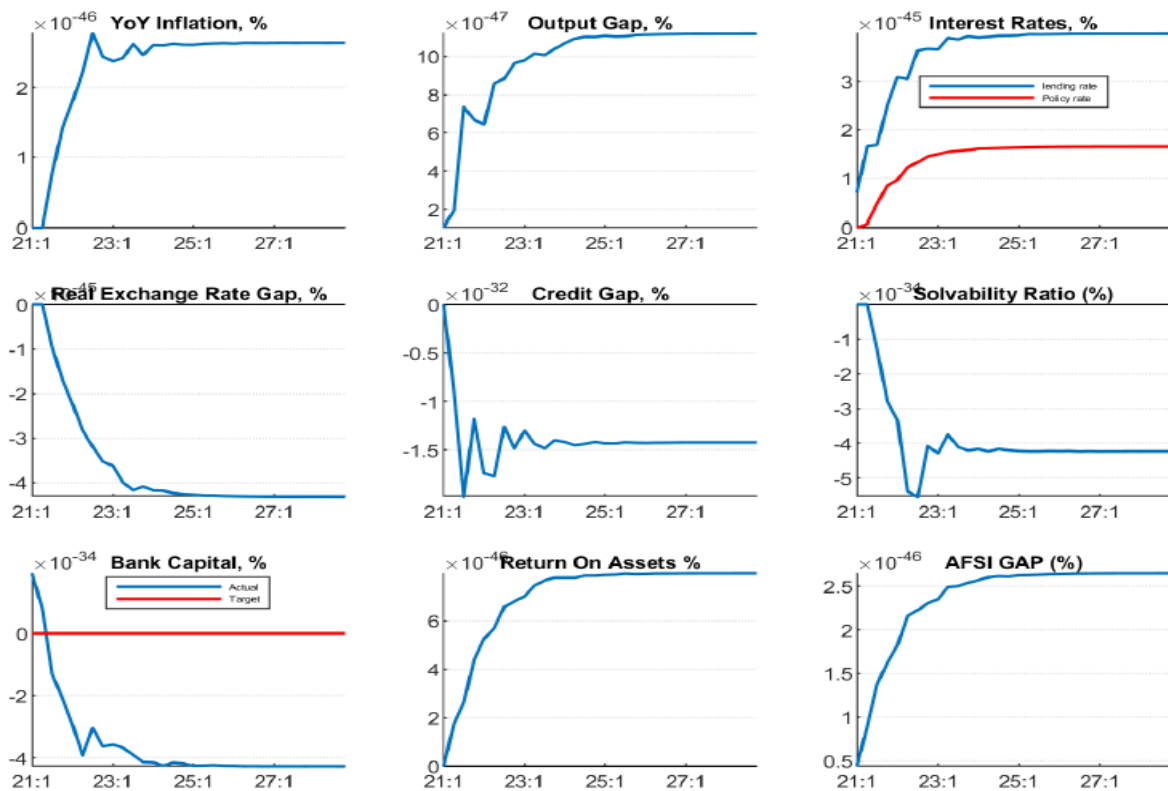 ×10-46 YoY Inflation, %
2
1
0
21:1 23:1 25:1 27:1
×10-47 Output Gap, %
10
8
6
4
2
21:1 23:1 25:1 27:1
×10-45 Interest Rates, %
lending rate
Policy rate
3
2
1
0
21:1 23:1 25:1 27:1
×10-45 Real Exchange Rate Gap, %
0
-1
-2
-3
-4
21:1 23:1 25:1 27:1
×10-32 Credit Gap, %
0
-0.5
-1
-1.5
21:1 23:1 25:1 27:1
×10-34 Solvability Ratio (%)
-1
-2
-3
-4
-5
21:1 23:1 25:1 27:1
×10-34 Bank Capital, %
Actual
Target
0
-2
-4
21:1 23:1 25:1 27:1
×10-46 Return On Assets %
6
4
2
0
21:1 23:1 25:1 27:1
×10-46 AFSI GAP (%)
2.5
2
1.5
1
0.5
21:1 23:1 25:1 27:1